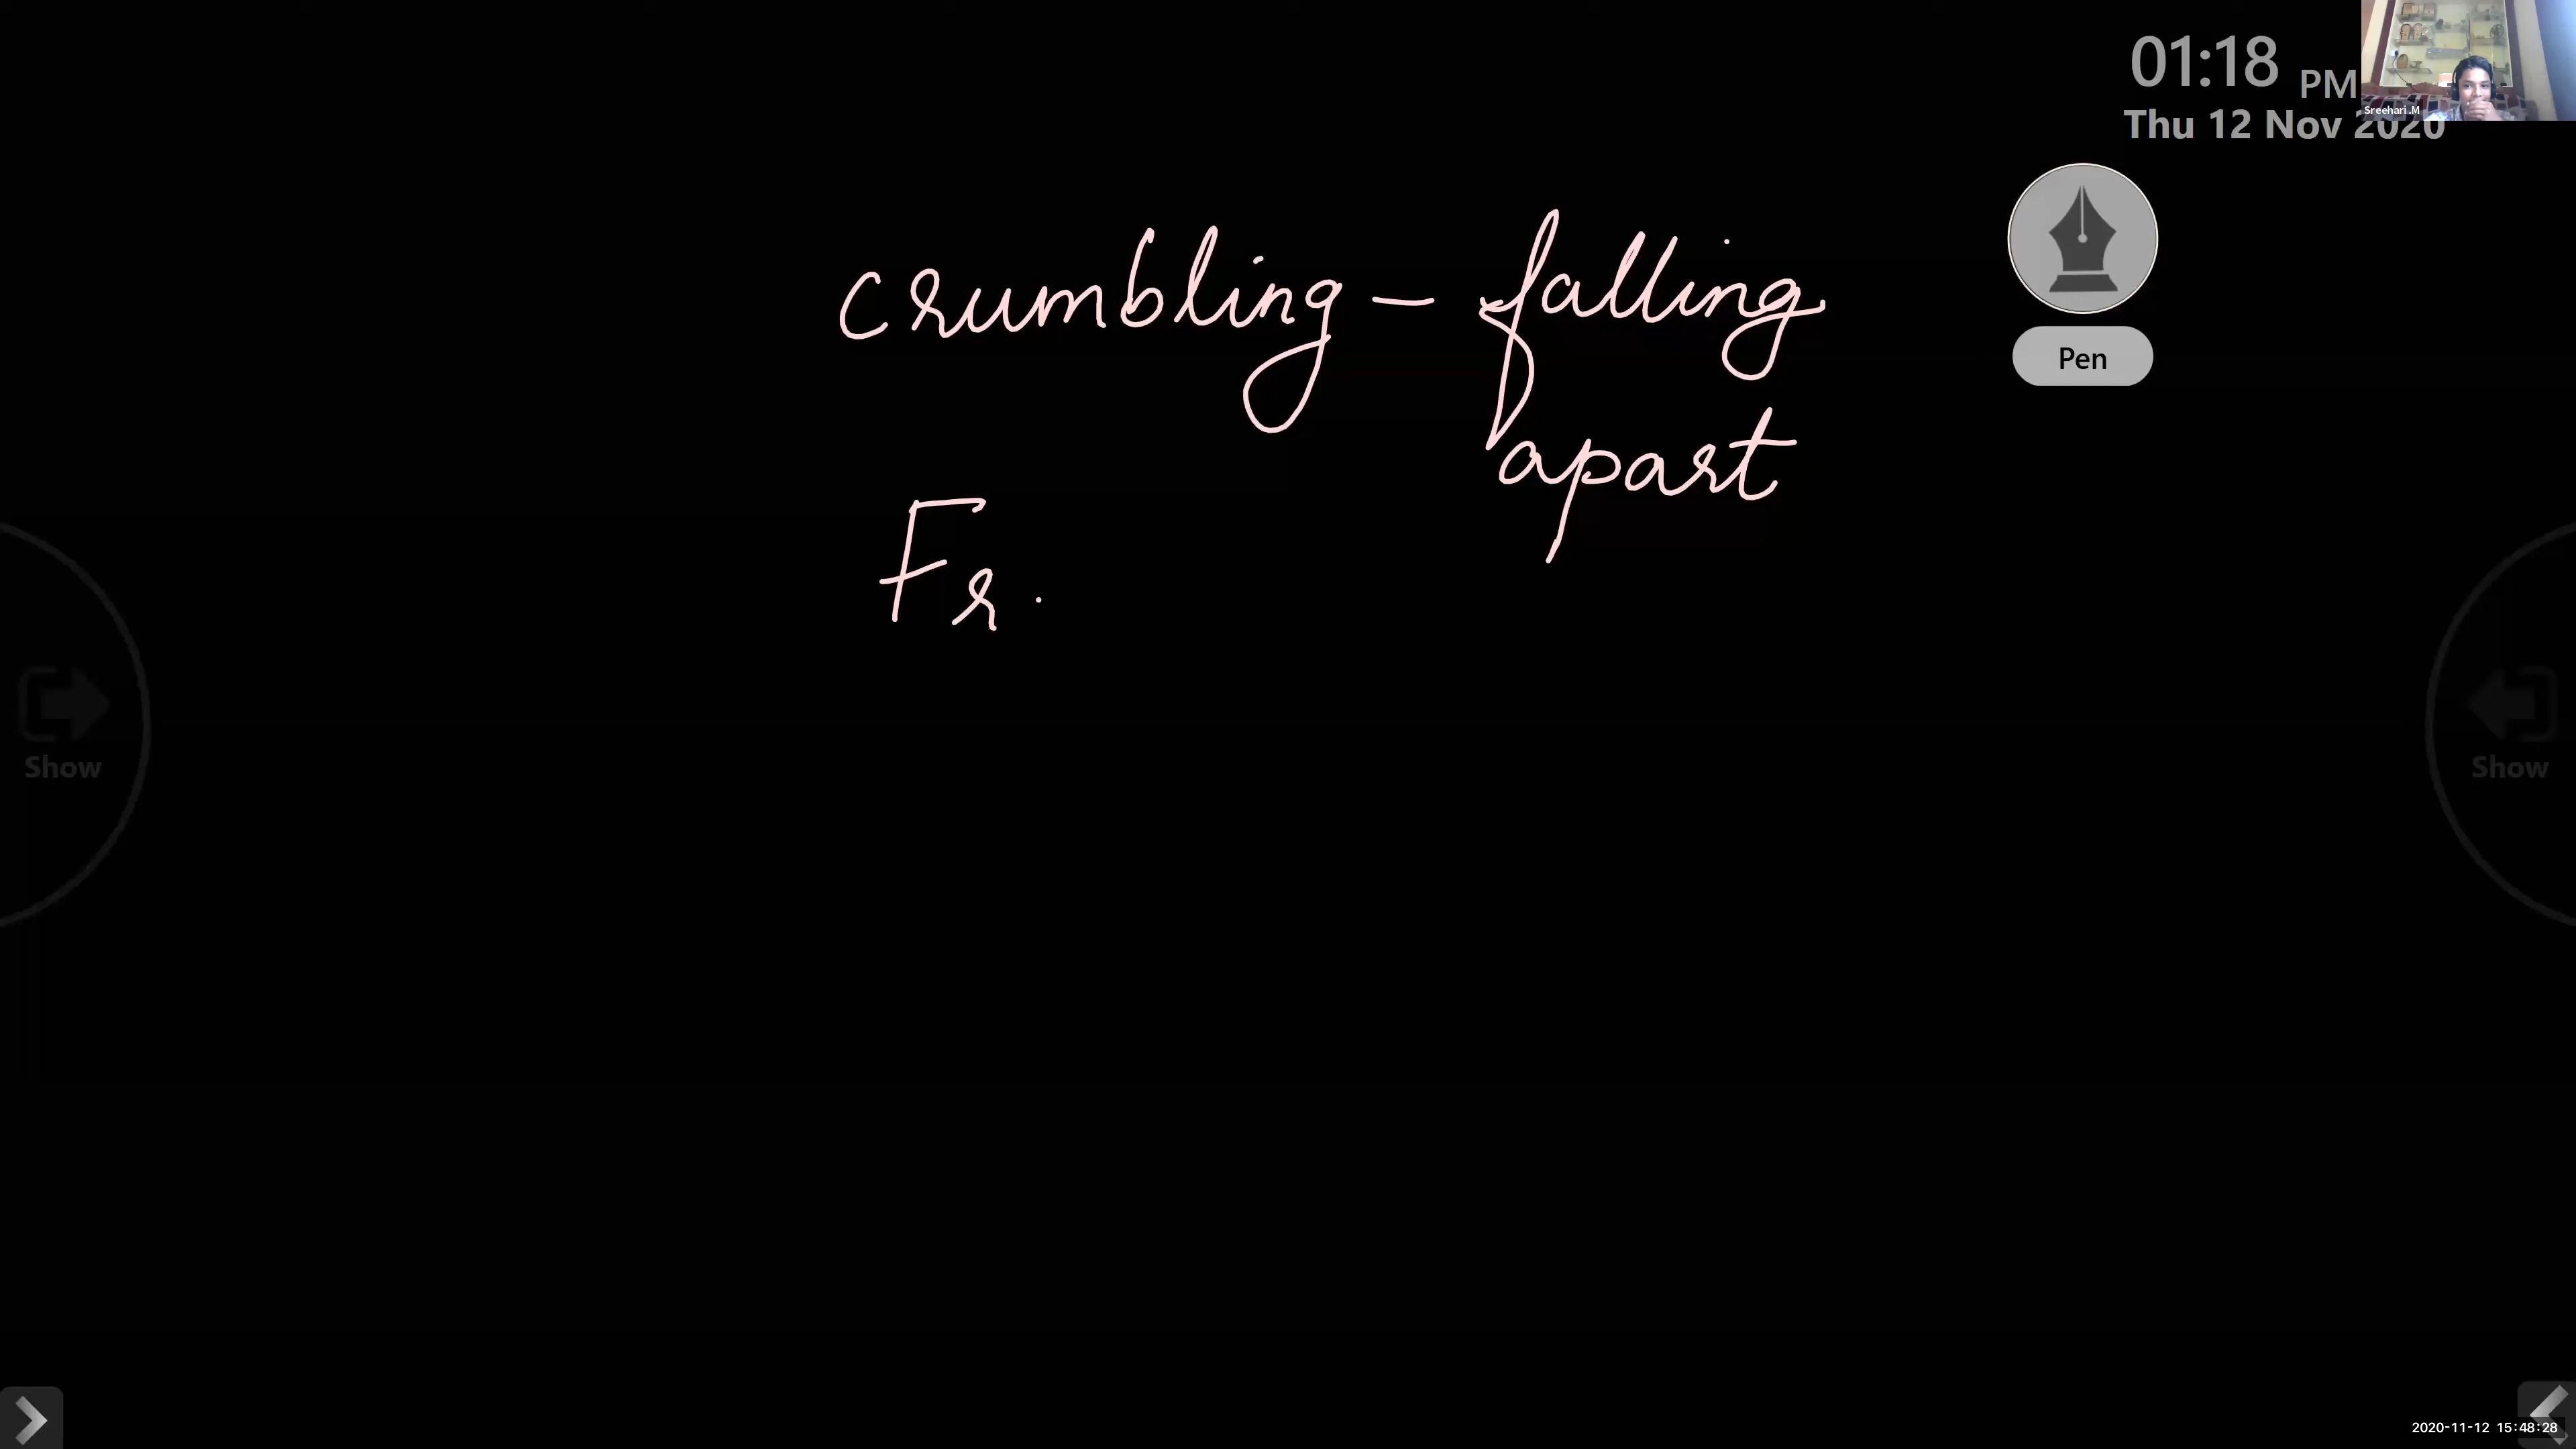 01:18 PM
Sreehari .M
Thu 12 Nov 2020
crumbling – falling
Pen
apart
Fr
Show
Show
2020-11-12 15:48:28